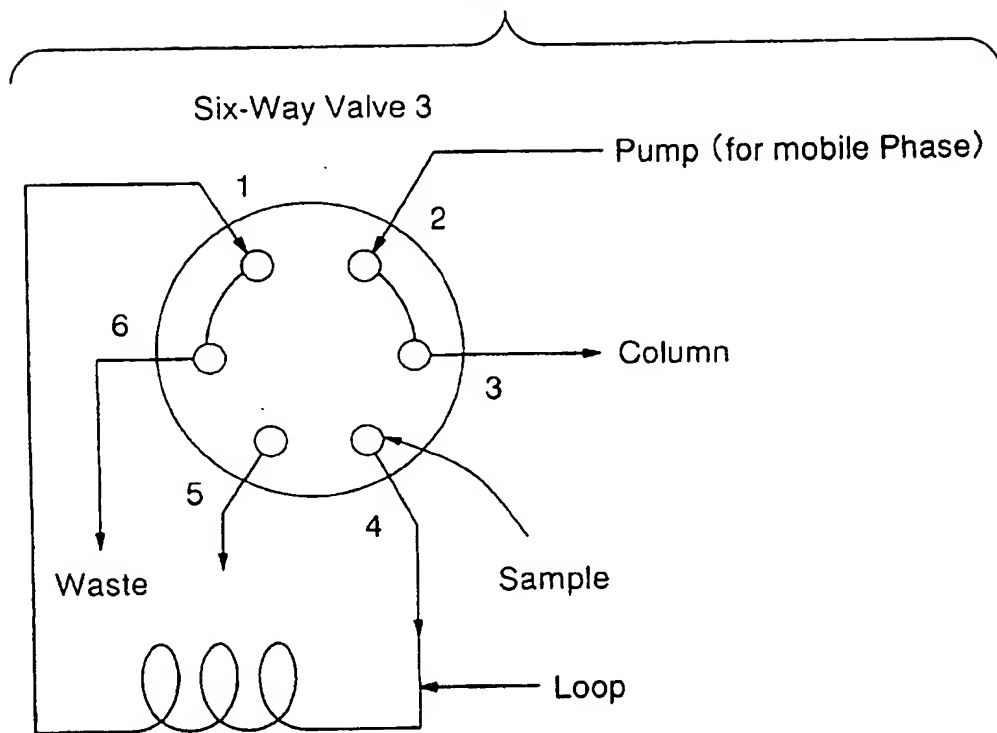 Six-Way Valve 3
Pump (for mobile Phase)
1
2
6
Column
3
5
4
Waste
Sample
Loop